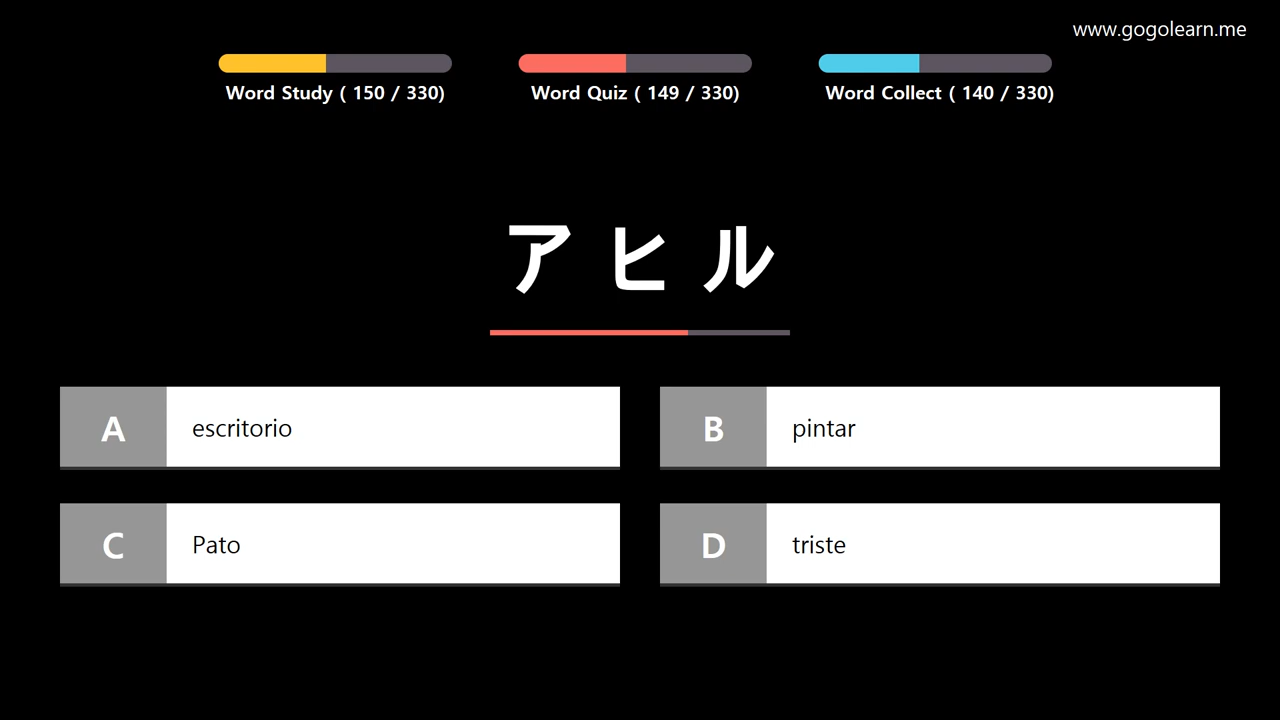 www.gogolearn.me
Word Study ( 150 / 330)
Word Quiz ( 149 / 330)
Word Collect ( 140 / 330)
アヒル
A escritorio
B pintar
C Pato
D triste